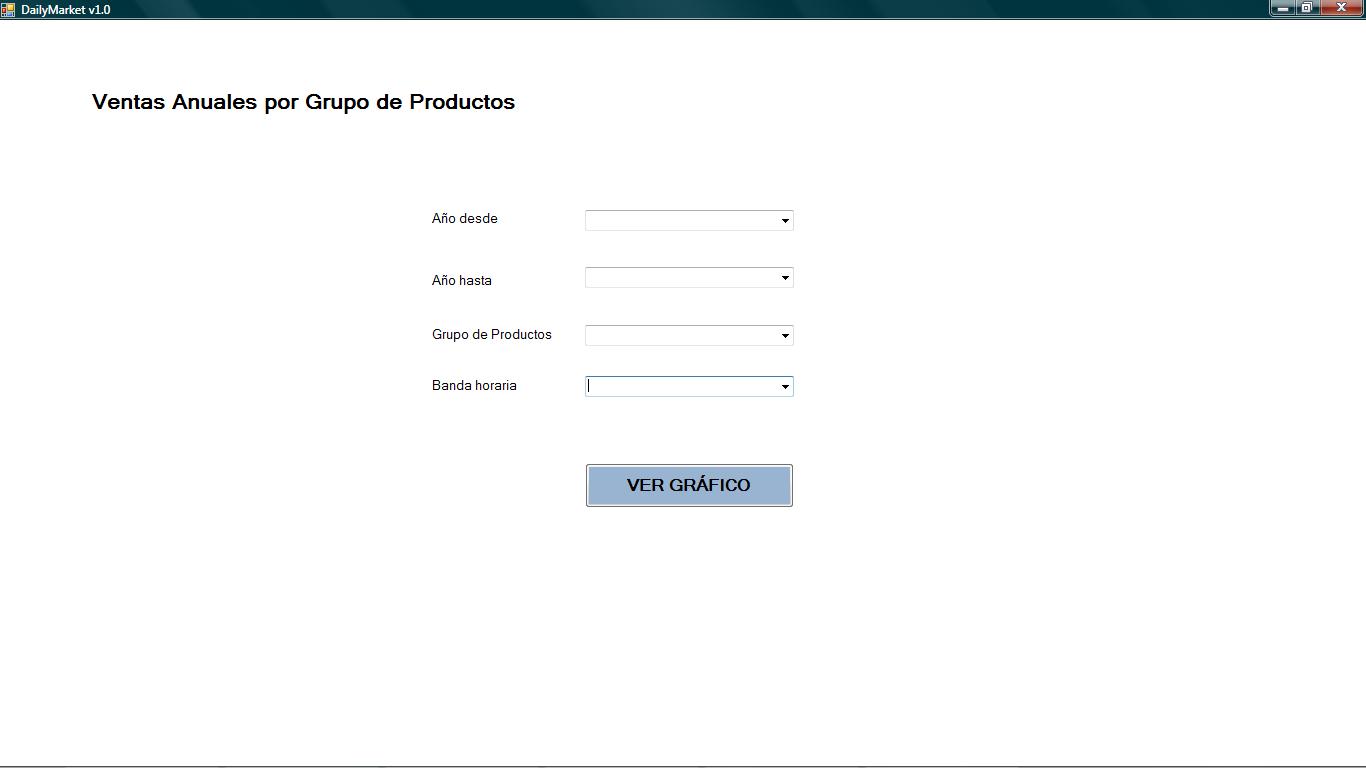 DailyMarket v1.0
Ventas Anuales por Grupo de Productos
Año desde
Año hasta
Grupo de Productos
Banda horaria
VER GRÁFICO